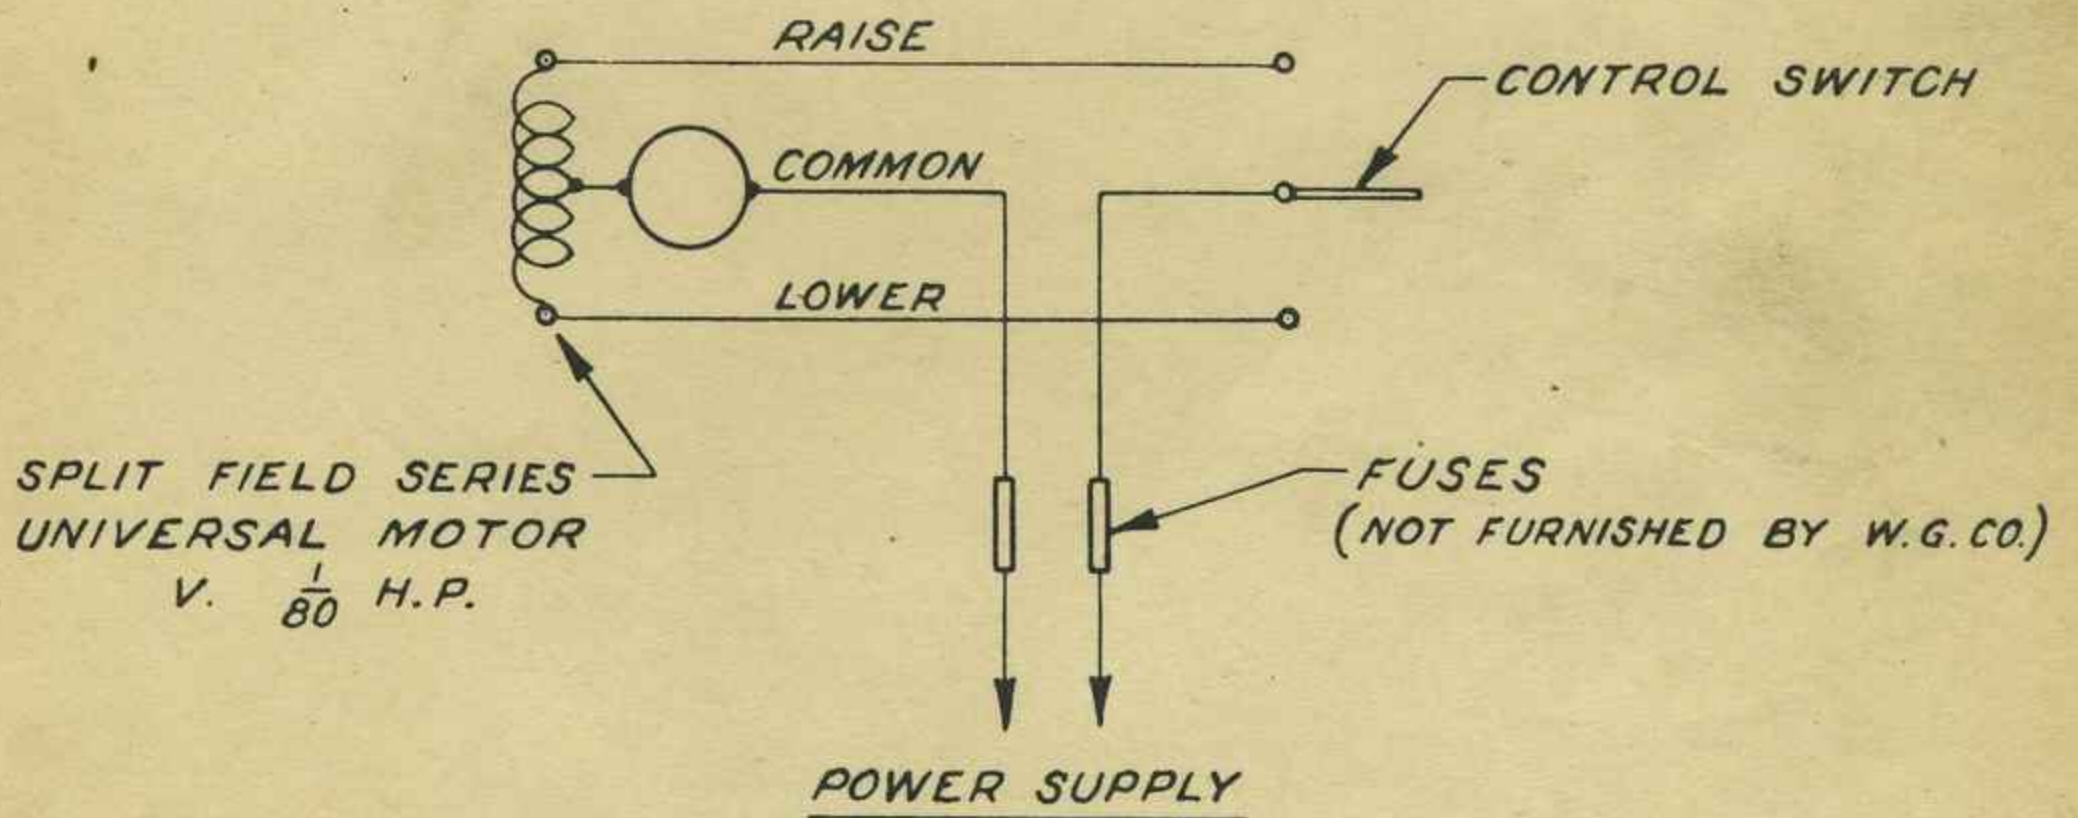 RAISE
CONTROL SWITCH
COMMON
LOWER
SPLIT FIELD SERIES
UNIVERSAL MOTOR
V. 1/80 H.P.
FUSES
(NOT FURNISHED BY W.G.CO.)
POWER SUPPLY